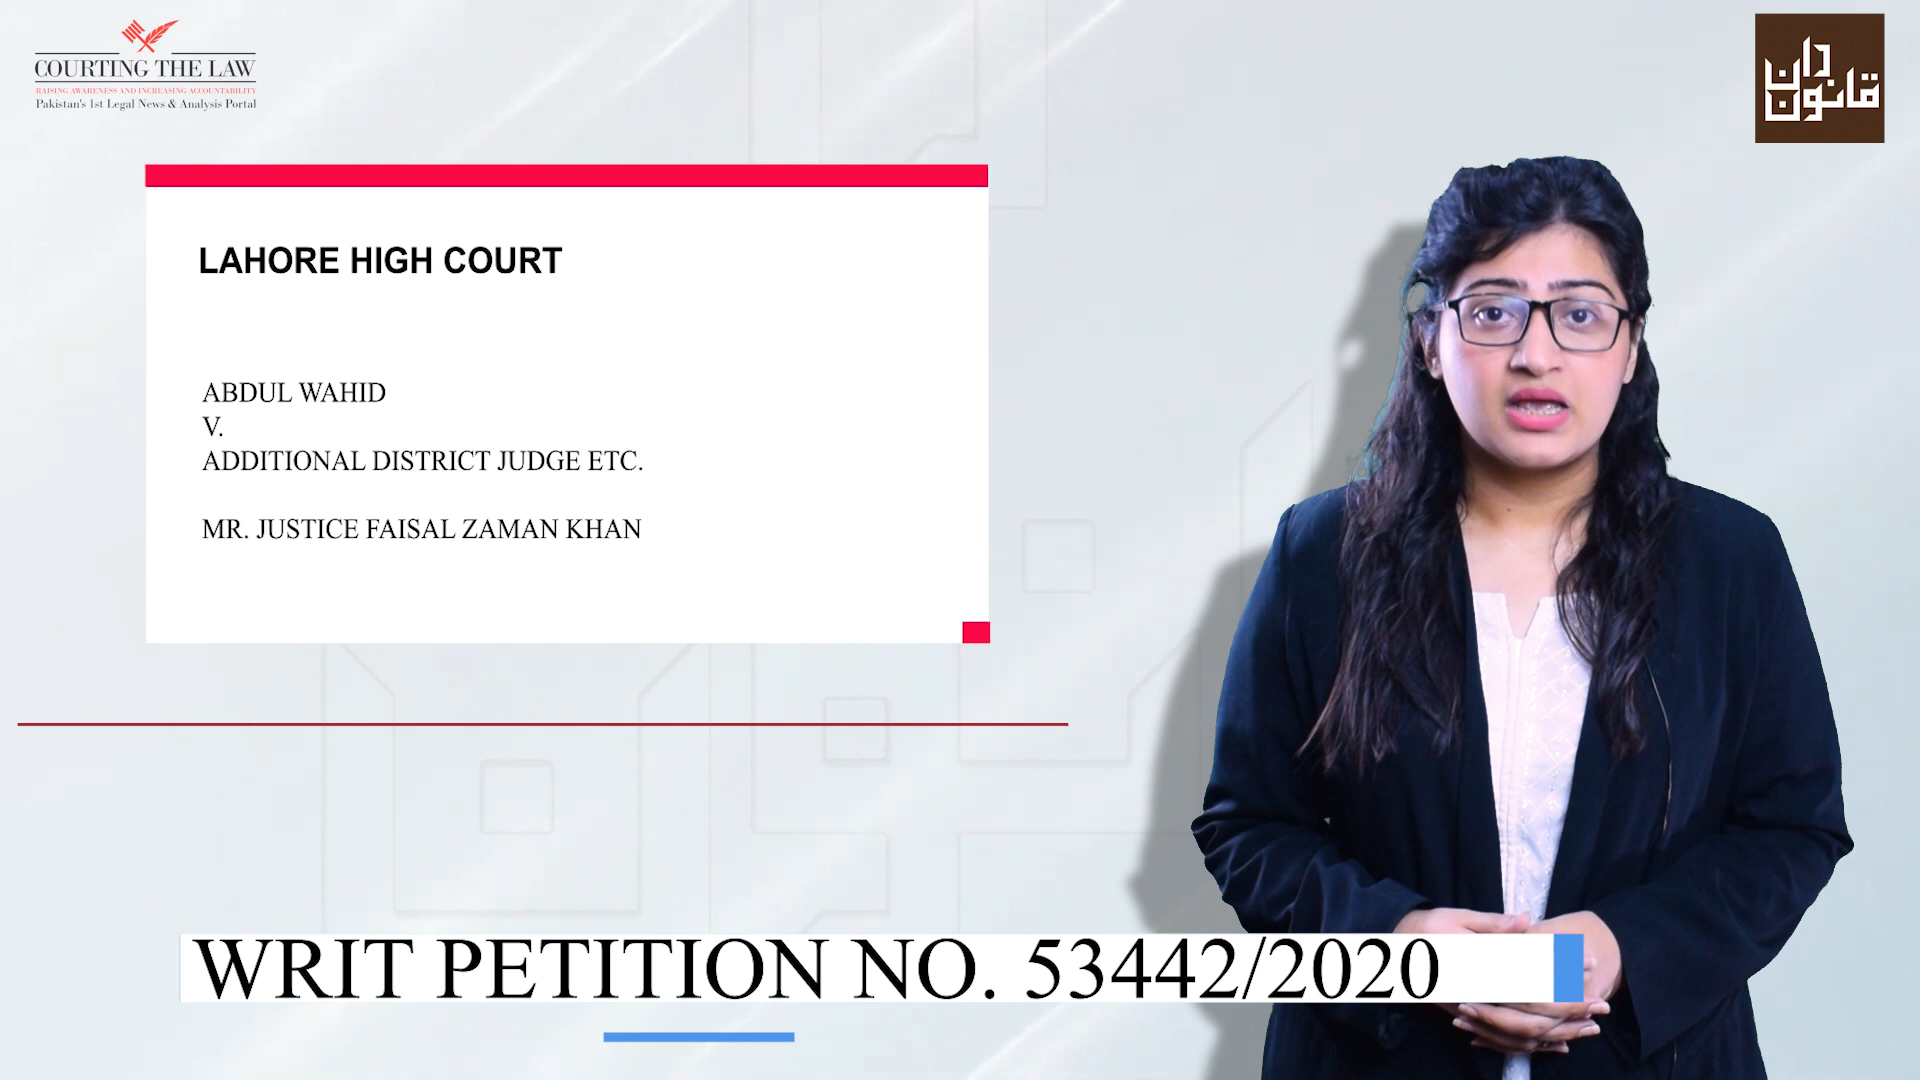 COURTING THE LAW
RAISING AWARENESS AND INCREASING ACCOUNTABILITY
Pakistan's 1st Legal News & Analysis Portal
قانون دان
LAHORE HIGH COURT
ABDUL WAHID
V.
ADDITIONAL DISTRICT JUDGE ETC.
MR. JUSTICE FAISAL ZAMAN KHAN
WRIT PETITION NO. 53442/2020